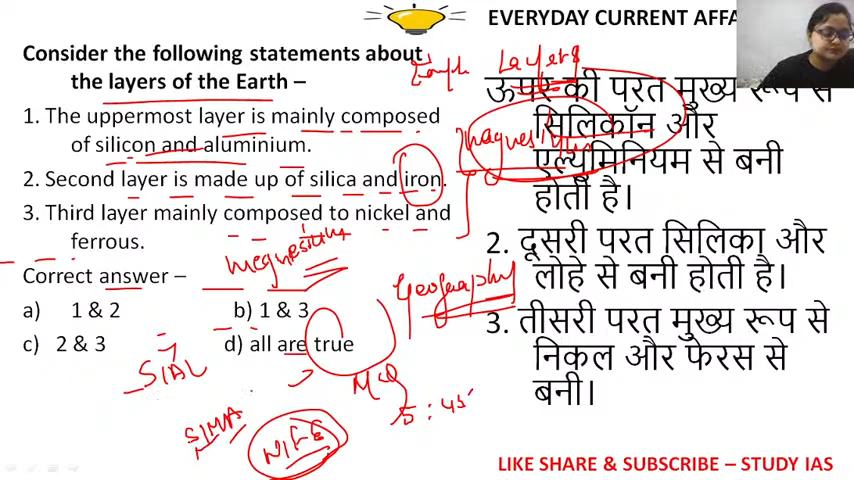 EVERYDAY CURRENT AFFA
Consider the following statements about
the layers of the Earth –
1. The uppermost layer is mainly composed
of silicon and aluminium.
2. Second layer is made up of silica and iron.
3. Third layer mainly composed to nickel and
ferrous.
Correct answer –
a) 1 & 2 b) 1 & 3
c) 2 & 3 d) all are true
Layers
Magnesium
Magnesium
Geography
SIAL
MCQ
5:45
SIMA
NIFE
ऊपर की परत मुख्य रूप से
सिलिकॉन और
एल्युमिनियम से बनी
होती है।
2. दूसरी परत सिलिका और
लोहे से बनी होती है।
3. तीसरी परत मुख्य रूप से
निकल और फेरस से
बनी।
LIKE SHARE & SUBSCRIBE – STUDY IAS